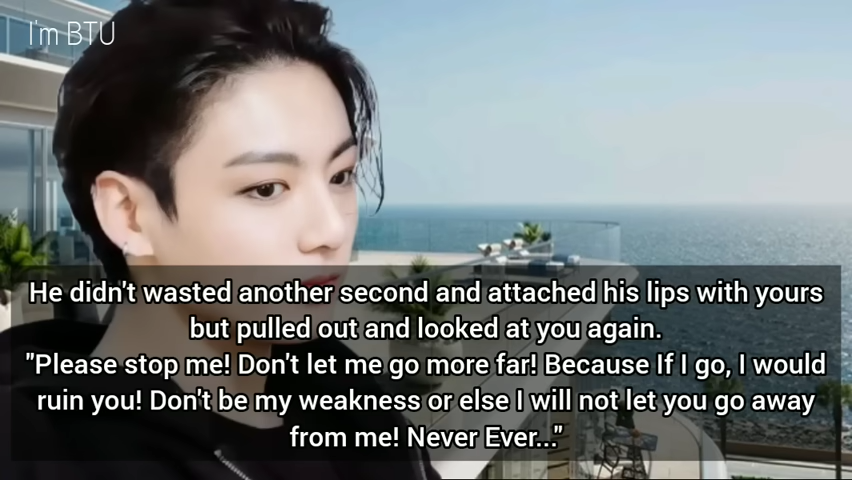 I'm BTU
He didn't wasted another second and attached his lips with yours
but pulled out and looked at you again.
"Please stop me! Don't let me go more far! Because If I go, I would
ruin you! Don't be my weakness or else I will not let you go away
from me! Never Ever..."